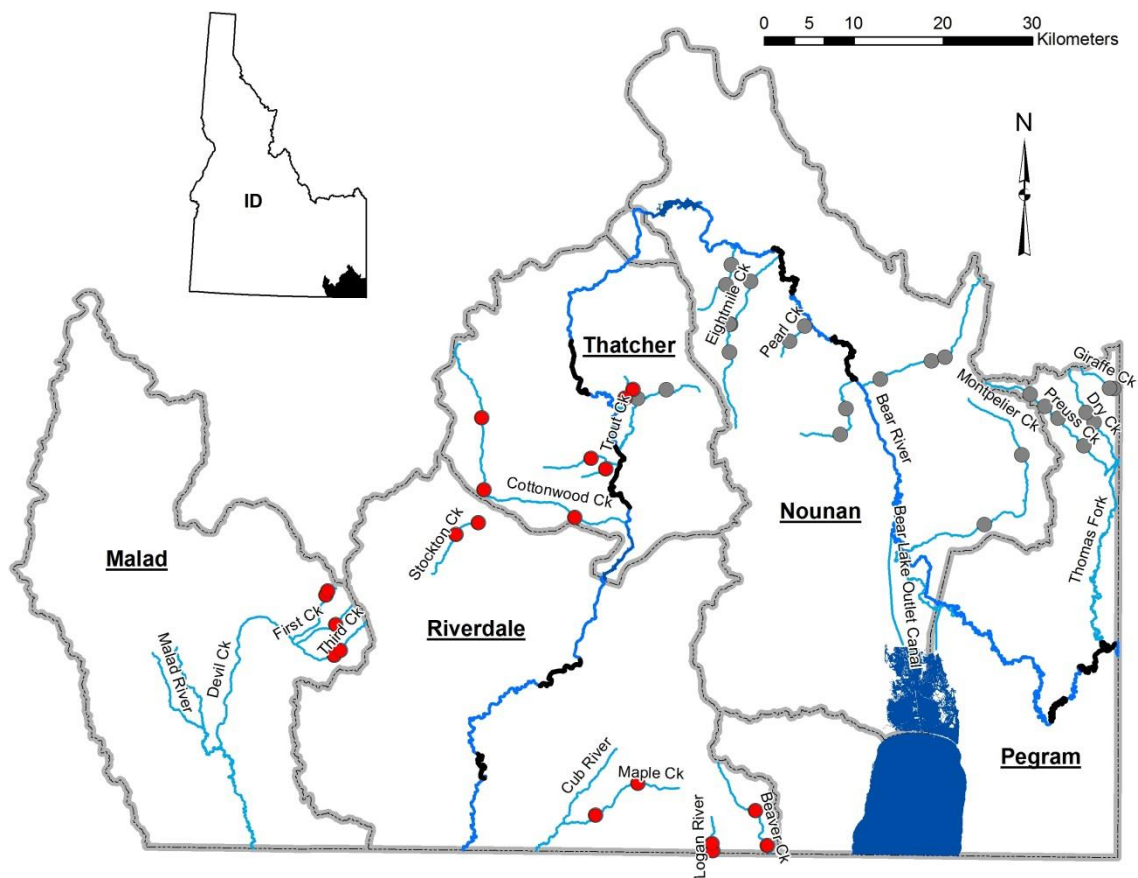 0 5 10 20 30
Kilometers
N
ID
Thatcher
Eightmile Ck
Pearl Ck
Giraffe Ck
Montpelier Ck
Preuss Ck
Dry Ck
Bear River
Trout Ck
Cottonwood Ck
Stockton Ck
Nounan
Malad
Bear Lake Outlet Canal
Thomas Fork
First Ck
Third Ck
Riverdale
Malad River
Devil Ck
Pegram
Cub River
Maple Ck
Logan River
Beaver Ck